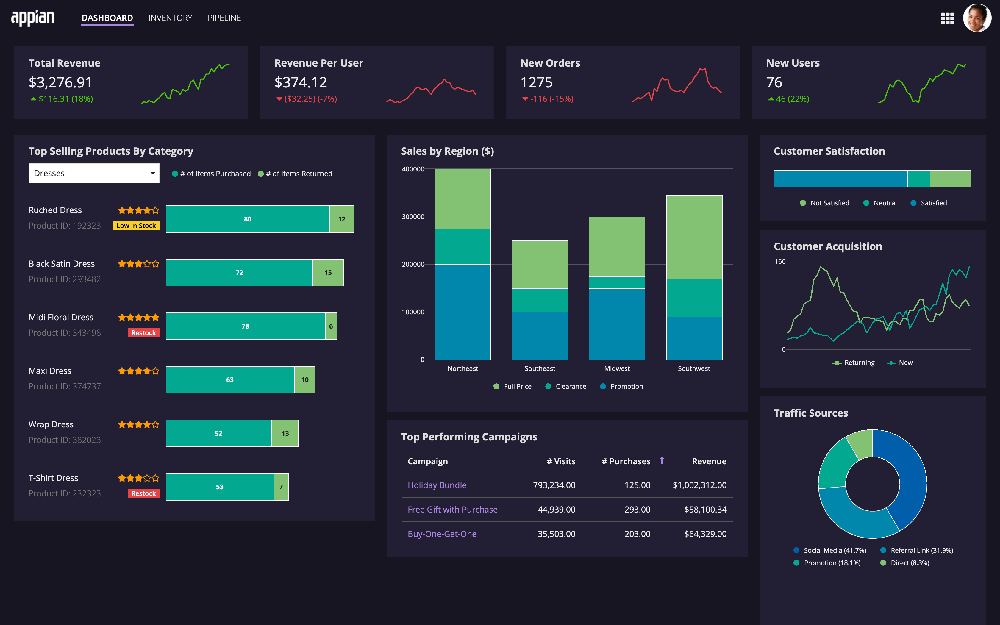 appian
DASHBOARD INVENTORY PIPELINE
Total Revenue
$3,276.91
$116.31 (18%)
Revenue Per User
$374.12
($32.25) (-7%)
New Orders
1275
-116 (-15%)
New Users
76
46 (22%)
Top Selling Products By Category
Dresses
# of Items Purchased # of Items Returned
Ruched Dress
Product ID: 192323
Low in Stock
80 12
Black Satin Dress
Product ID: 293482
72 15
Midi Floral Dress
Product ID: 343498
Restock
78 6
Maxi Dress
Product ID: 374737
63 10
Wrap Dress
Product ID: 382023
52 13
T-Shirt Dress
Product ID: 232323
Restock
53 7
Sales by Region ($)
400000
300000
200000
100000
0
Northeast Southeast Midwest Southwest
Full Price Clearance Promotion
Top Performing Campaigns
Campaign # Visits # Purchases ↑ Revenue
Holiday Bundle 793,234.00 125.00 $1,002,312.00
Free Gift with Purchase 44,939.00 293.00 $58,100.34
Buy-One-Get-One 35,503.00 203.00 $64,329.00
Customer Satisfaction
Not Satisfied Neutral Satisfied
Customer Acquisition
160
0
Returning New
Traffic Sources
Social Media (41.7%) Referral Link (31.9%)
Promotion (18.1%) Direct (8.3%)